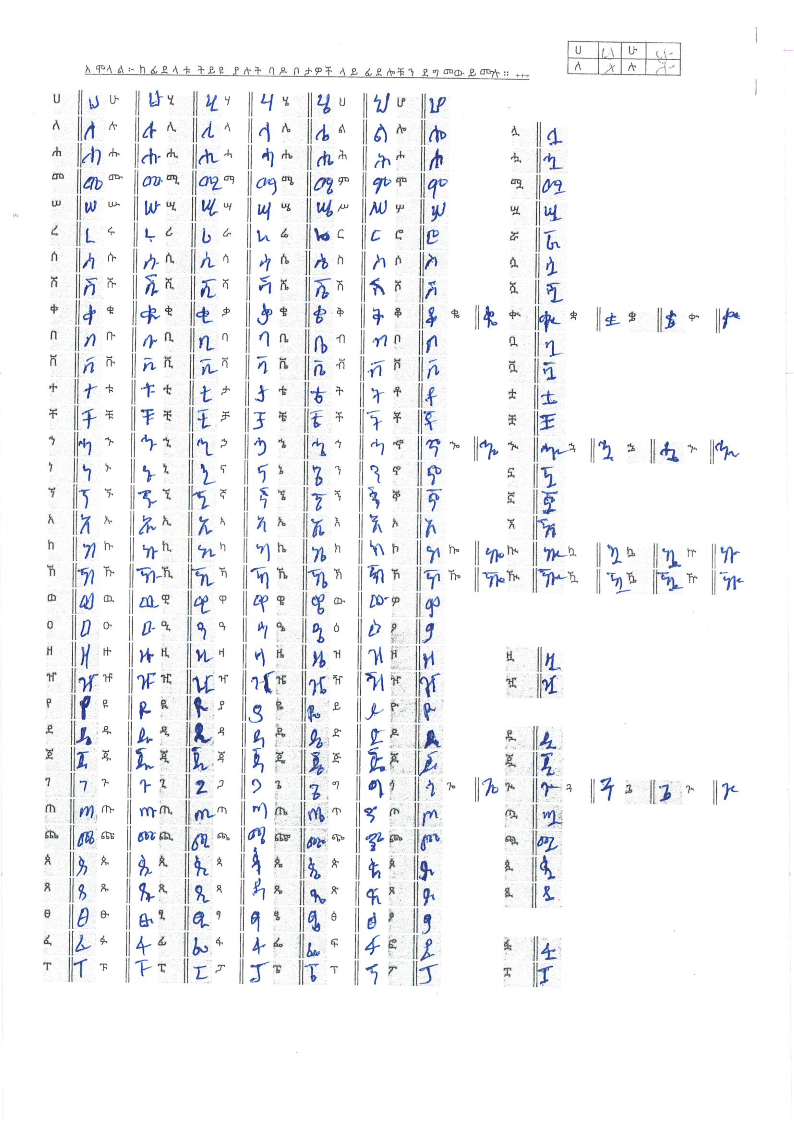 ሀ ሀ ሁ ሁ
ለ ለ ሉ ሉ
አሞላል፡- ከፊደላቱ ትይዩ ያሉት ባዶ ቦታዎች ላይ ፊደሎቹን ደግመው ይሙሉ። ...
ሀ ሀ ሁ ሁ ሂ ሂ ሃ ሃ ሄ ሄ ህ ህ ሆ ሆ
ለ ለ ሉ ሉ ሊ ሊ ላ ላ ሌ ሌ ል ል ሎ ሎ ሏ ሏ
ሐ ሐ ሑ ሑ ሒ ሒ ሓ ሓ ሔ ሔ ሕ ሕ ሖ ሖ ሗ ሗ
መ መ ሙ ሙ ሚ ሚ ማ ማ ሜ ሜ ም ም ሞ ሞ ሟ ሟ
ሠ ሠ ሡ ሡ ሢ ሢ ሣ ሣ ሤ ሤ ሥ ሥ ሦ ሦ ሧ ሧ
ረ ረ ሩ ሩ ሪ ሪ ራ ራ ሬ ሬ ር ር ሮ ሮ ሯ ሯ
ሰ ሰ ሱ ሱ ሲ ሲ ሳ ሳ ሴ ሴ ስ ስ ሶ ሶ ሷ ሷ
ሸ ሸ ሹ ሹ ሺ ሺ ሻ ሻ ሼ ሼ ሽ ሽ ሾ ሾ ሿ ሿ
ቀ ቀ ቁ ቁ ቂ ቂ ቃ ቃ ቄ ቄ ቅ ቅ ቆ ቆ ቈ ቈ ቊ ቊ ቋ ቋ ቌ ቌ ቍ ቍ
በ በ ቡ ቡ ቢ ቢ ባ ባ ቤ ቤ ብ ብ ቦ ቦ ቧ ቧ
ቨ ቨ ቩ ቩ ቪ ቪ ቫ ቫ ቬ ቬ ቭ ቭ ቮ ቮ ቯ ቯ
ተ ተ ቱ ቱ ቲ ቲ ታ ታ ቴ ቴ ት ት ቶ ቶ ቷ ቷ
ቸ ቸ ቹ ቹ ቺ ቺ ቻ ቻ ቼ ቼ ች ች ቾ ቾ ቿ ቿ
ኀ ኀ ኁ ኁ ኂ ኂ ኃ ኃ ኄ ኄ ኅ ኅ ኆ ኆ ኈ ኈ ኊ ኊ ኋ ኋ ኌ ኌ ኍ ኍ
ነ ነ ኑ ኑ ኒ ኒ ና ና ኔ ኔ ን ን ኖ ኖ ኗ ኗ
ኘ ኘ ኙ ኙ ኚ ኚ ኛ ኛ ኜ ኜ ኝ ኝ ኞ ኞ ኟ ኟ
አ አ ኡ ኡ ኢ ኢ ኣ ኣ ኤ ኤ እ እ ኦ ኦ ኧ ኧ
ከ ከ ኩ ኩ ኪ ኪ ካ ካ ኬ ኬ ክ ክ ኮ ኮ ኰ ኰ ኲ ኲ ኳ ኳ ኴ ኴ ኵ ኵ
ኸ ኸ ኹ ኹ ኺ ኺ ኻ ኻ ኼ ኼ ኽ ኽ ኾ ኾ ዀ ዀ ዂ ዂ ዃ ዃ ዄ ዄ ዅ ዅ
ወ ወ ዉ ዉ ዊ ዊ ዋ ዋ ዌ ዌ ው ው ዎ ዎ
ዐ ዐ ዑ ዑ ዒ ዒ ዓ ዓ ዔ ዔ ዕ ዕ ዖ ዖ
ዘ ዘ ዙ ዙ ዚ ዚ ዛ ዛ ዜ ዜ ዝ ዝ ዞ ዞ ዟ ዟ
ዠ ዠ ዡ ዡ ዢ ዢ ዣ ዣ ዤ ዤ ዥ ዥ ዦ ዦ ዧ ዧ
የ የ ዩ ዩ ዪ ዪ ያ ያ ዬ ዬ ይ ይ ዮ ዮ
ደ ደ ዱ ዱ ዲ ዲ ዳ ዳ ዴ ዴ ድ ድ ዶ ዶ ዷ ዷ
ጀ ጀ ጁ ጁ ጂ ጂ ጃ ጃ ጄ ጄ ጅ ጅ ጆ ጆ ጇ ጇ
ገ ገ ጉ ጉ ጊ ጊ ጋ ጋ ጌ ጌ ግ ግ ጎ ጎ ጐ ጐ ጒ ጒ ጓ ጓ ጔ ጔ ጕ ጕ
ጠ ጠ ጡ ጡ ጢ ጢ ጣ ጣ ጤ ጤ ጥ ጥ ጦ ጦ ጧ ጧ
ጨ ጨ ጩ ጩ ጪ ጪ ጫ ጫ ጬ ጬ ጭ ጭ ጮ ጮ ጯ ጯ
ጰ ጰ ጱ ጱ ጲ ጲ ጳ ጳ ጴ ጴ ጵ ጵ ጶ ጶ ጷ ጷ
ጸ ጸ ጹ ጹ ጺ ጺ ጻ ጻ ጼ ጼ ጽ ጽ ጾ ጾ ጿ ጿ
ፀ ፀ ፁ ፁ ፂ ፂ ፃ ፃ ፄ ፄ ፅ ፅ ፆ ፆ
ፈ ፈ ፉ ፉ ፊ ፊ ፋ ፋ ፌ ፌ ፍ ፍ ፎ ፎ ፏ ፏ
ፐ ፐ ፑ ፑ ፒ ፒ ፓ ፓ ፔ ፔ ፕ ፕ ፖ ፖ ፗ ፗ